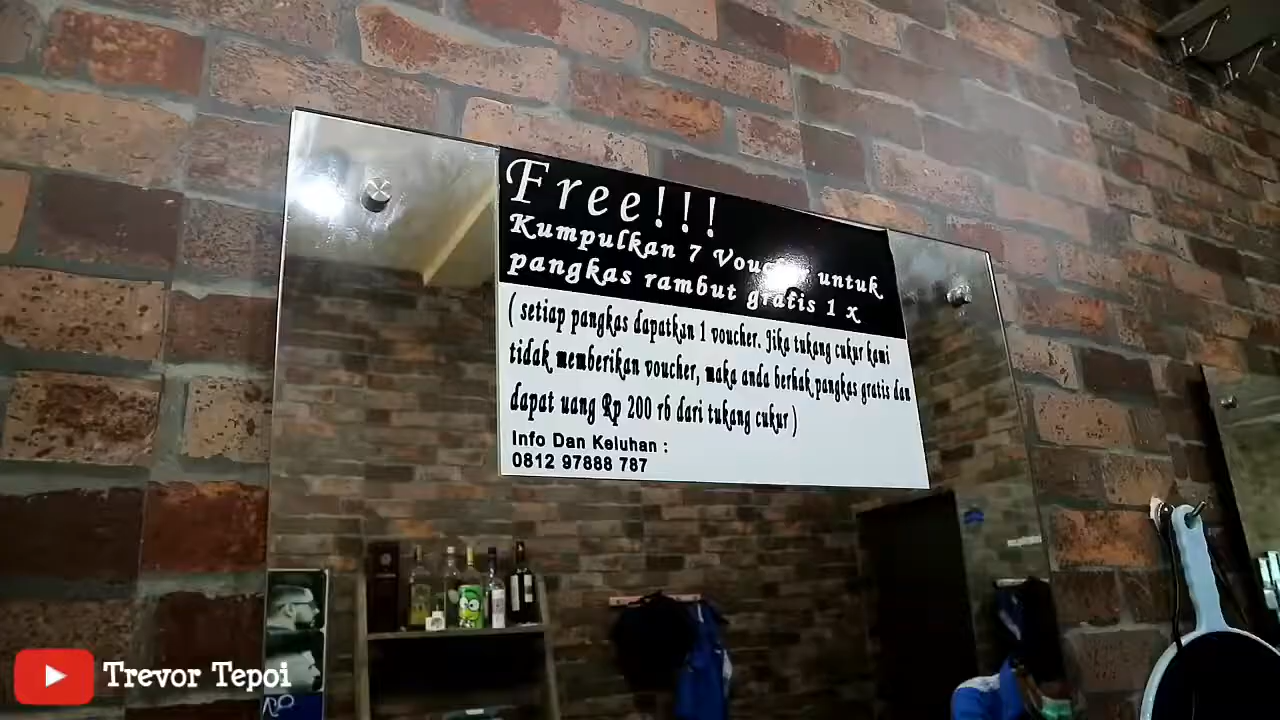 Free!!!
Kumpulkan 7 Voucher untuk
pangkas rambut gratis 1 x
( setiap pangkas dapatkan 1 voucher. Jika tukang cukur kami
tidak memberikan voucher, maka anda berhak pangkas gratis dan
dapat uang Rp 200 rb dari tukang cukur )
Info Dan Keluhan :
0812 97888 787
Trevor Tepoi